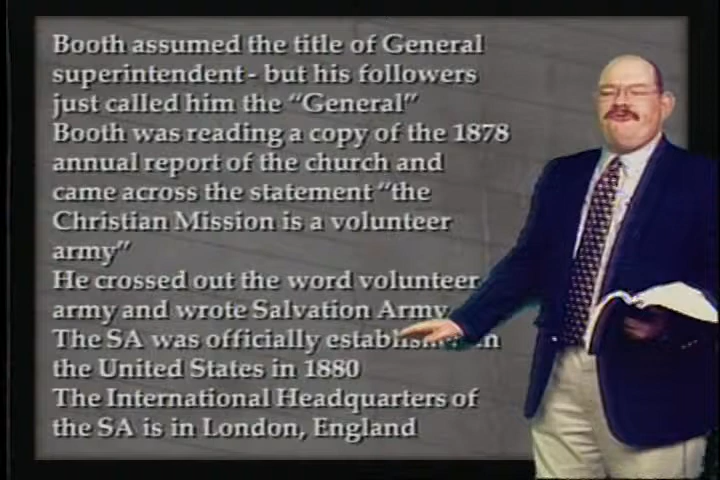 Booth assumed the title of General
superintendent - but his followers
just called him the “General”
Booth was reading a copy of the 1878
annual report of the church and
came across the statement “the
Christian Mission is a volunteer
army”
He crossed out the word volunteer
army and wrote Salvation Army
The SA was officially established in
the United States in 1880
The International Headquarters of
the SA is in London, England